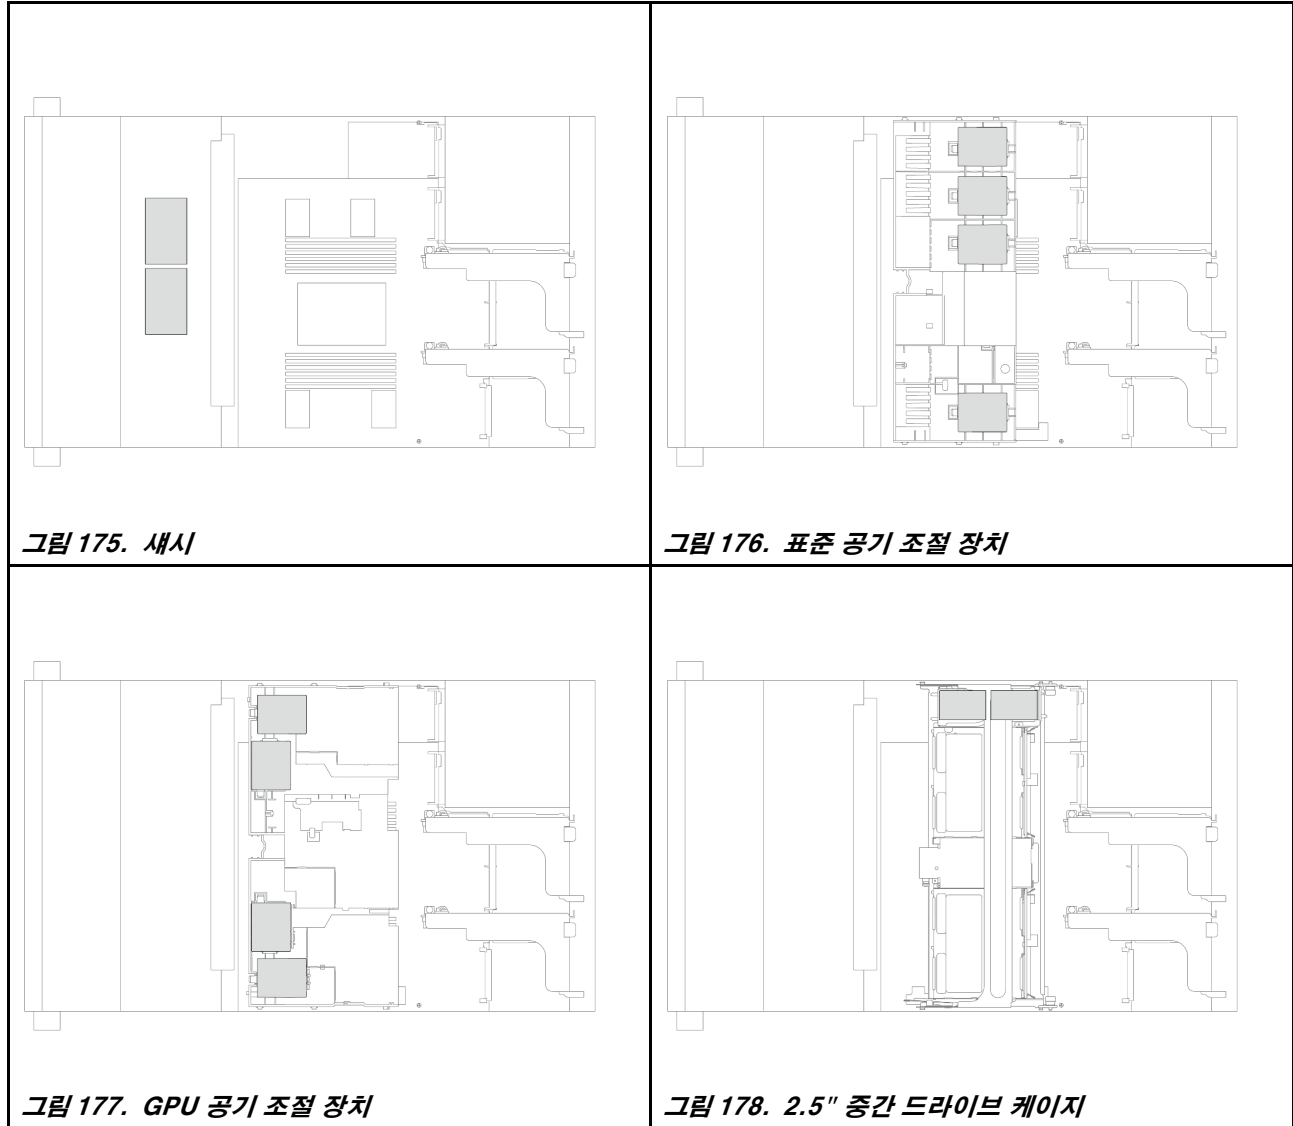 그림 175. 섀시
그림 176. 표준 공기 조절 장치
그림 177. GPU 공기 조절 장치
그림 178. 2.5" 중간 드라이브 케이지